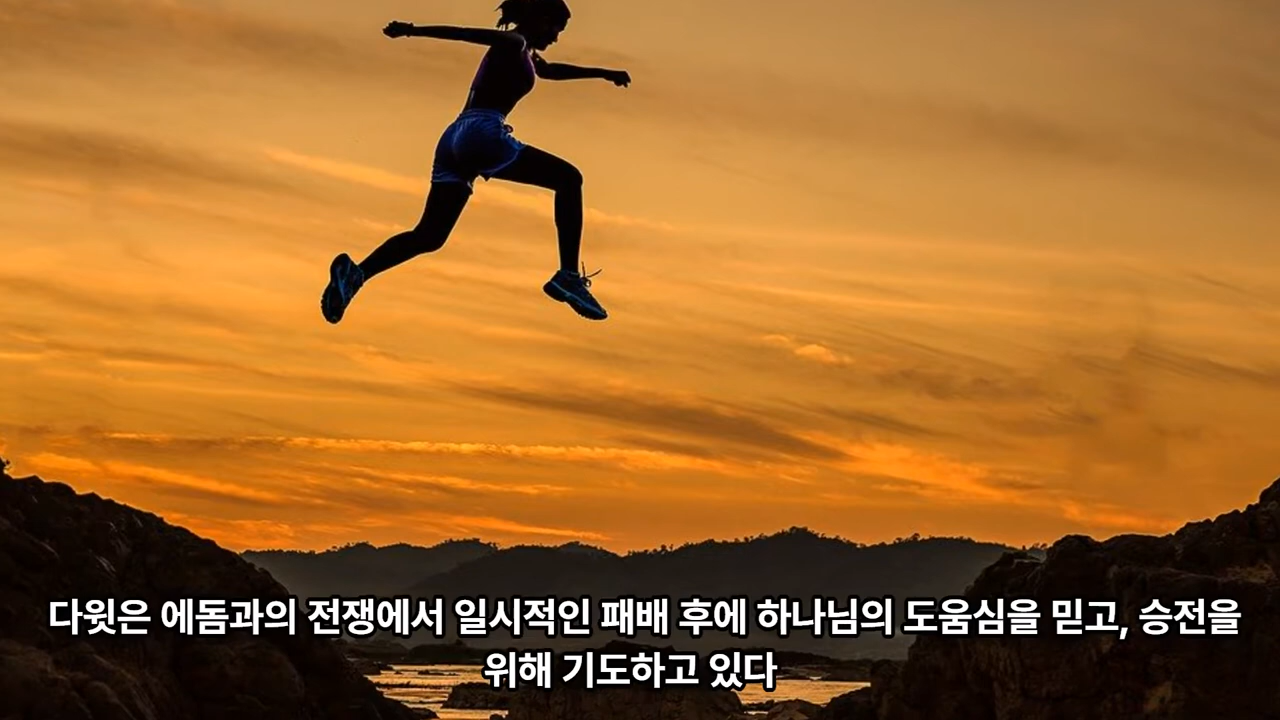 다윗은 에돔과의 전쟁에서 일시적인 패배 후에 하나님의 도움심을 믿고, 승전을
위해 기도하고 있다